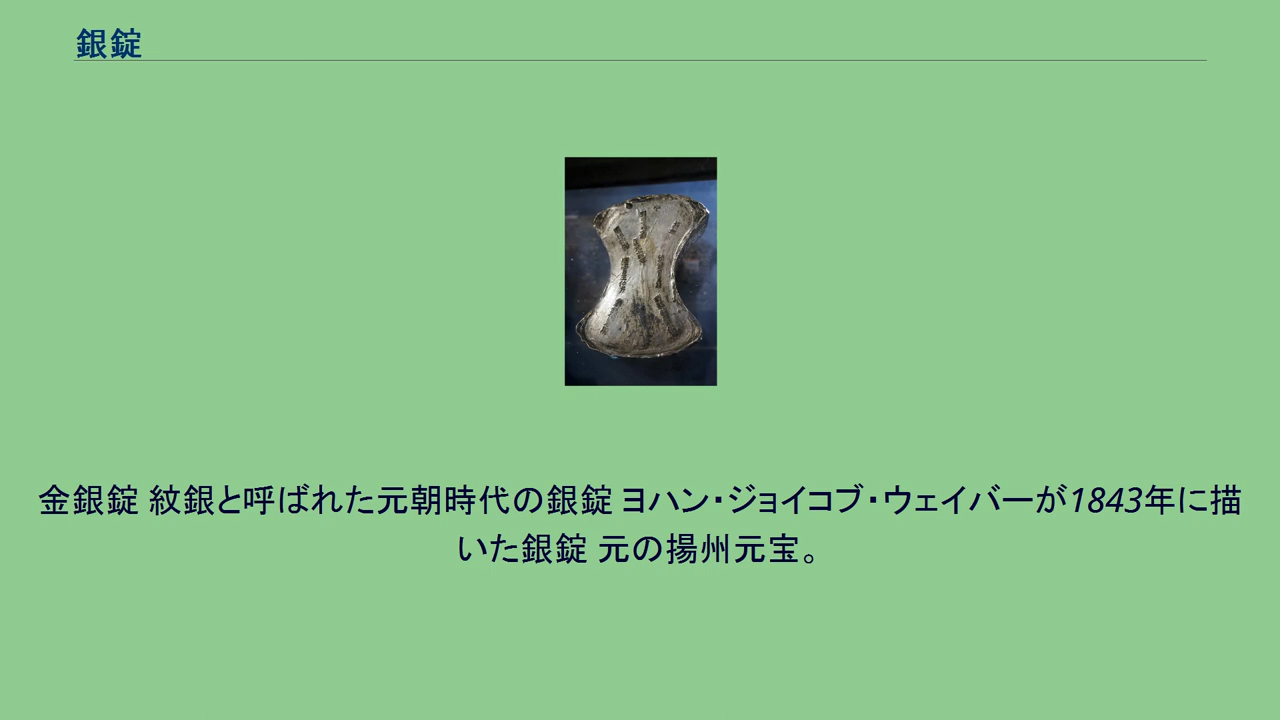 銀錠
金銀錠 紋銀と呼ばれた元朝時代の銀錠 ヨハン・ジョイコブ・ウェイバーが1843年に描
いた銀錠 元の揚州元宝。